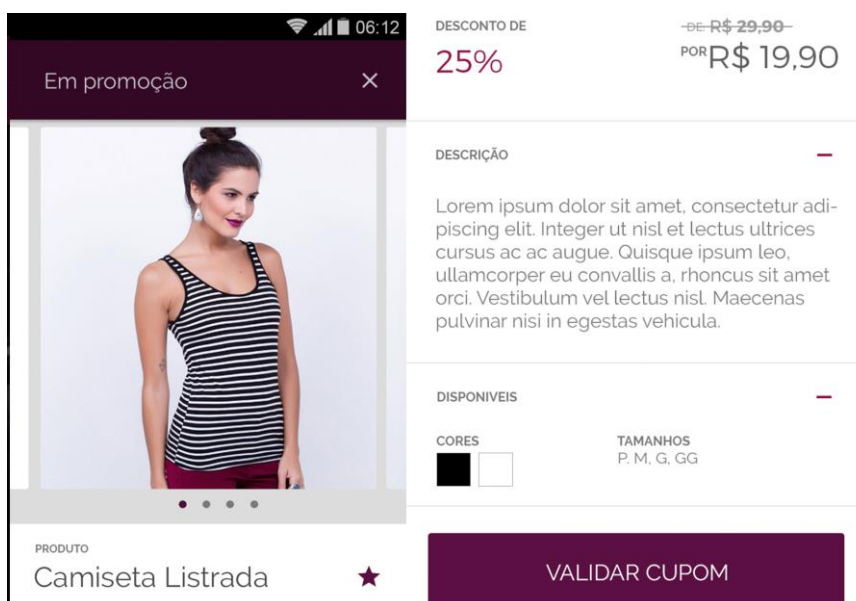 06:12
Em promoção
PRODUTO
Camiseta Listrada
DESCONTO DE
25%
DE: R$ 29,90
POR R$ 19,90
DESCRIÇÃO
Lorem ipsum dolor sit amet, consectetur adi-
piscing elit. Integer ut nisl et lectus ultrices
cursus ac ac augue. Quisque ipsum leo,
ullamcorper eu convallis a, rhoncus sit amet
orci. Vestibulum vel lectus nisl. Maecenas
pulvinar nisi in egestas vehicula.
DISPONIVEIS
CORES
TAMANHOS
P, M, G, GG
VALIDAR CUPOM